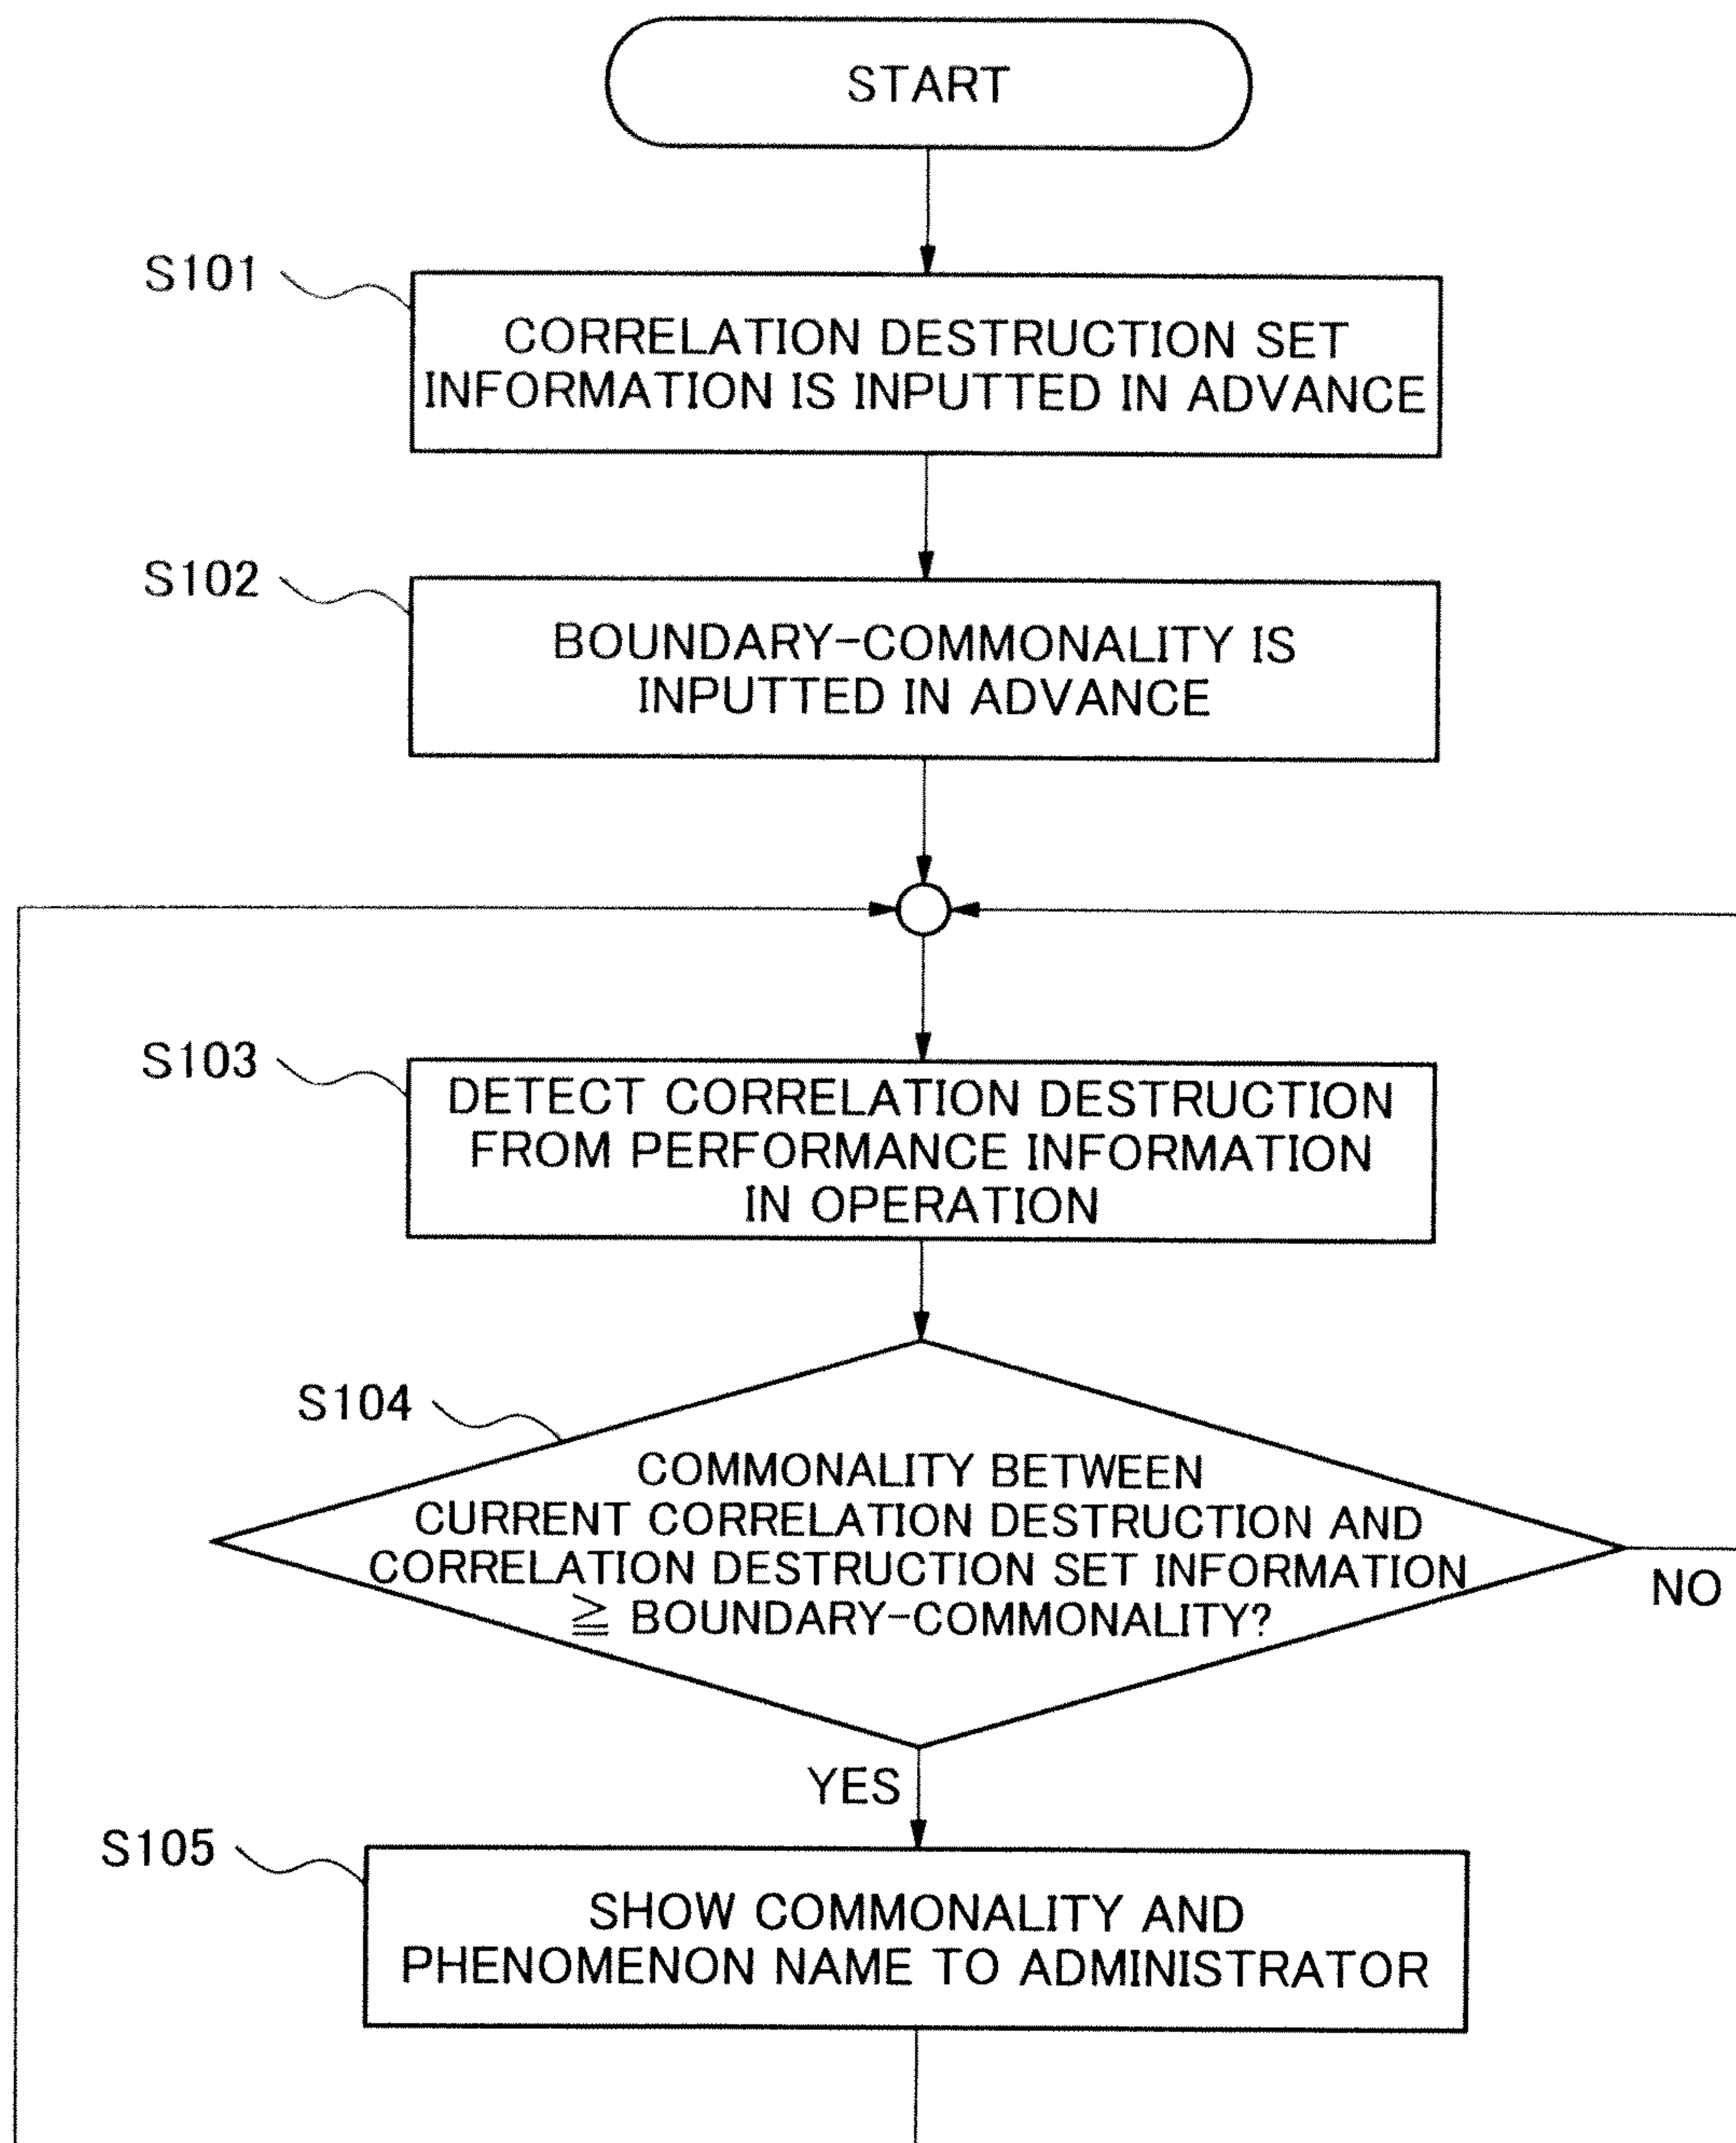 START
S101
CORRELATION DESTRUCTION SET
INFORMATION IS INPUTTED IN ADVANCE
S102
BOUNDARY-COMMONALITY IS
INPUTTED IN ADVANCE
S103
DETECT CORRELATION DESTRUCTION
FROM PERFORMANCE INFORMATION
IN OPERATION
S104
COMMONALITY BETWEEN
CURRENT CORRELATION DESTRUCTION AND
CORRELATION DESTRUCTION SET INFORMATION
≧ BOUNDARY-COMMONALITY?
NO
YES
S105
SHOW COMMONALITY AND
PHENOMENON NAME TO ADMINISTRATOR